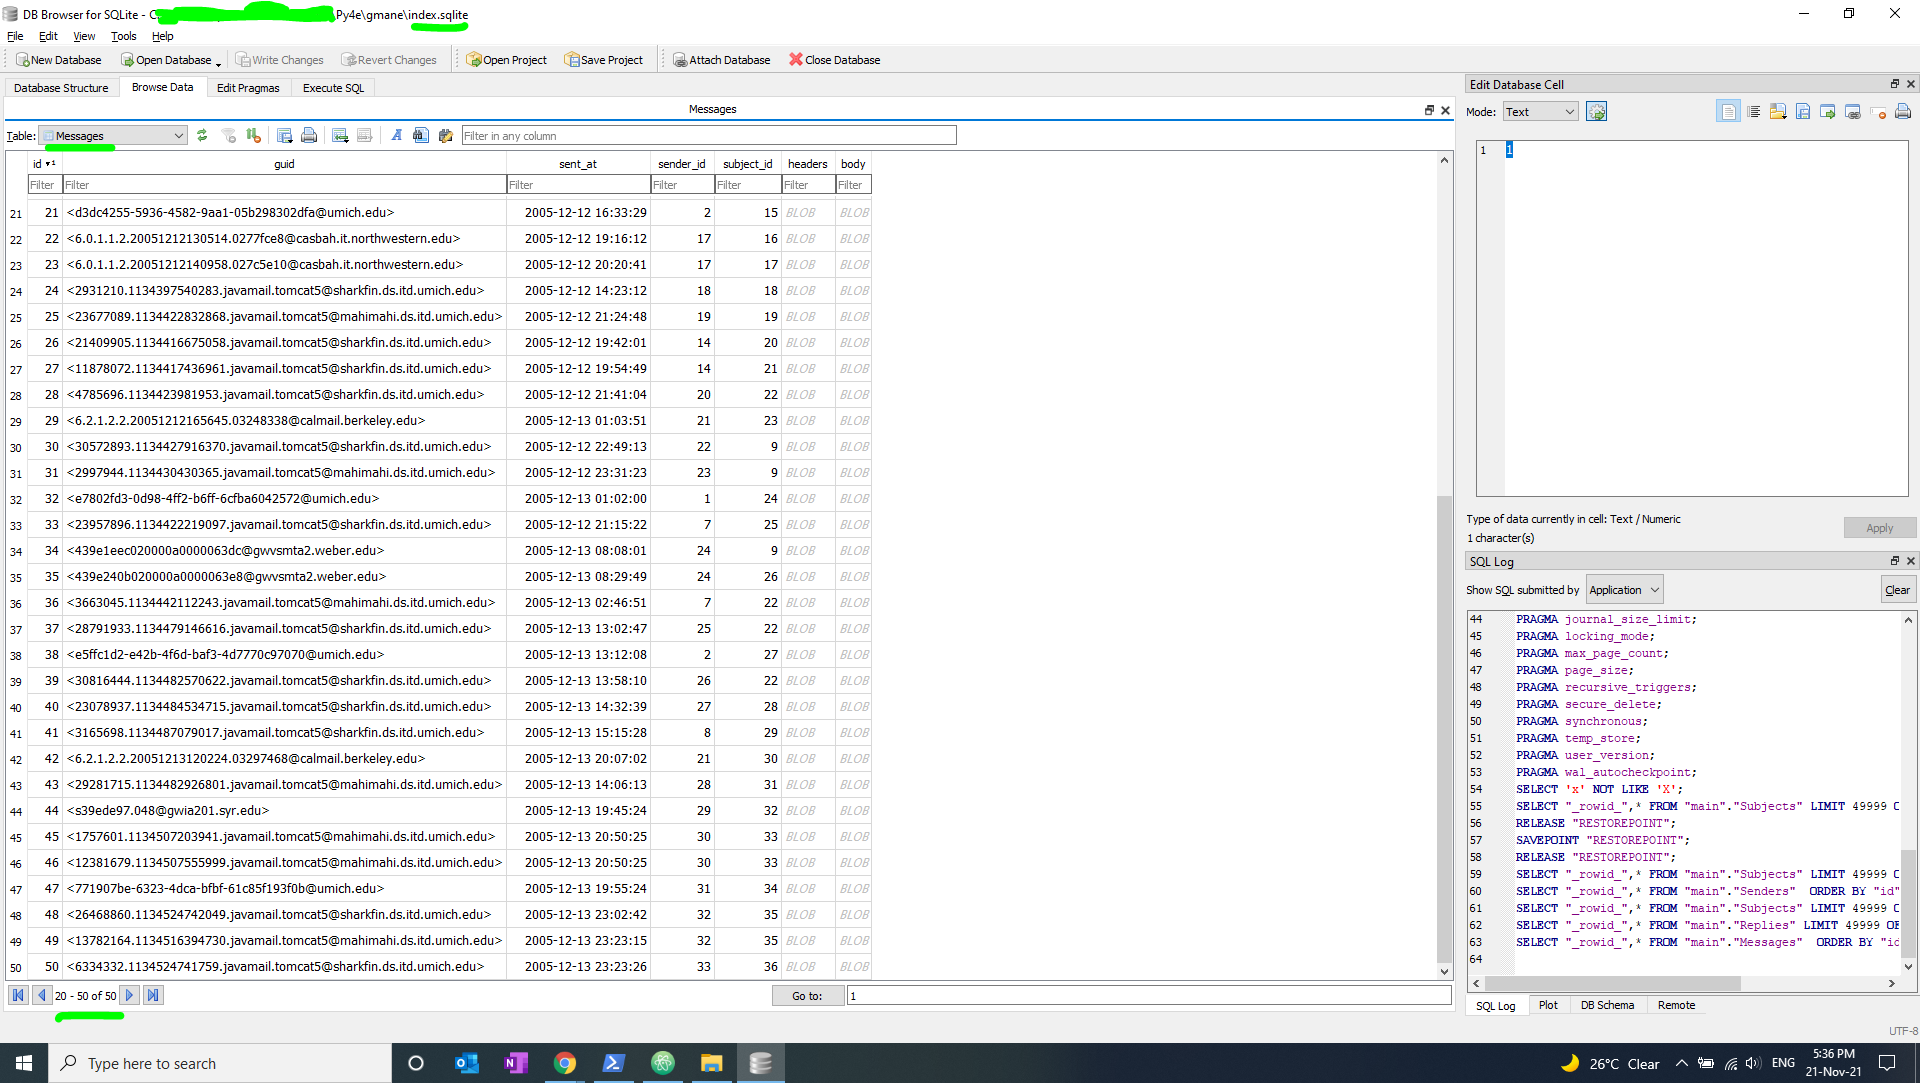 DB Browser for SQLite - C \Py4e\gmane\index.sqlite
File Edit View Tools Help
New Database Open Database Write Changes Revert Changes Open Project Save Project Attach Database Close Database
Database Structure Browse Data Edit Pragmas Execute SQL
Messages
Table: Messages Filter in any column
id 1 guid sent_at sender_id subject_id headers body
Filter Filter Filter Filter Filter Filter Filter
21 21 <d3dc4255-5936-4582-9aa1-05b298302dfa@umich.edu> 2005-12-12 16:33:29 2 15 BLOB BLOB
22 22 <6.0.1.1.2.20051212130514.0277fce8@casbah.it.northwestern.edu> 2005-12-12 19:16:12 17 16 BLOB BLOB
23 23 <6.0.1.1.2.20051212140958.027c5e10@casbah.it.northwestern.edu> 2005-12-12 20:20:41 17 17 BLOB BLOB
24 24 <2931210.1134397540283.javamail.tomcat5@sharkfin.ds.itd.umich.edu> 2005-12-12 14:23:12 18 18 BLOB BLOB
25 25 <23677089.1134422832868.javamail.tomcat5@mahimahi.ds.itd.umich.edu> 2005-12-12 21:24:48 19 19 BLOB BLOB
26 26 <21409905.1134416675058.javamail.tomcat5@sharkfin.ds.itd.umich.edu> 2005-12-12 19:42:01 14 20 BLOB BLOB
27 27 <11878072.1134417436961.javamail.tomcat5@sharkfin.ds.itd.umich.edu> 2005-12-12 19:54:49 14 21 BLOB BLOB
28 28 <4785696.1134423981953.javamail.tomcat5@sharkfin.ds.itd.umich.edu> 2005-12-12 21:41:04 20 22 BLOB BLOB
29 29 <6.2.1.2.2.20051212165645.03248338@calmail.berkeley.edu> 2005-12-13 01:03:51 21 23 BLOB BLOB
30 30 <30572893.1134427916370.javamail.tomcat5@sharkfin.ds.itd.umich.edu> 2005-12-12 22:49:13 22 9 BLOB BLOB
31 31 <2997944.1134430430365.javamail.tomcat5@mahimahi.ds.itd.umich.edu> 2005-12-12 23:31:23 23 9 BLOB BLOB
32 32 <e7802fd3-0d98-4ff2-b6ff-6cfba6042572@umich.edu> 2005-12-13 01:02:00 1 24 BLOB BLOB
33 33 <23957896.1134422219097.javamail.tomcat5@sharkfin.ds.itd.umich.edu> 2005-12-12 21:15:22 7 25 BLOB BLOB
34 34 <439e1eec020000a0000063dc@gwvsmta2.weber.edu> 2005-12-13 08:08:01 24 9 BLOB BLOB
35 35 <439e240b020000a0000063e8@gwvsmta2.weber.edu> 2005-12-13 08:29:49 24 26 BLOB BLOB
36 36 <3663045.1134442112243.javamail.tomcat5@mahimahi.ds.itd.umich.edu> 2005-12-13 02:46:51 7 22 BLOB BLOB
37 37 <28791933.1134479146616.javamail.tomcat5@sharkfin.ds.itd.umich.edu> 2005-12-13 13:02:47 25 22 BLOB BLOB
38 38 <e5ffc1d2-e42b-4f6d-baf3-4d7770c97070@umich.edu> 2005-12-13 13:12:08 2 27 BLOB BLOB
39 39 <30816444.1134482570622.javamail.tomcat5@sharkfin.ds.itd.umich.edu> 2005-12-13 13:58:10 26 22 BLOB BLOB
40 40 <23078937.1134484534715.javamail.tomcat5@sharkfin.ds.itd.umich.edu> 2005-12-13 14:32:39 27 28 BLOB BLOB
41 41 <3165698.1134487079017.javamail.tomcat5@sharkfin.ds.itd.umich.edu> 2005-12-13 15:15:28 8 29 BLOB BLOB
42 42 <6.2.1.2.2.20051213120224.03297468@calmail.berkeley.edu> 2005-12-13 20:07:02 21 30 BLOB BLOB
43 43 <29281715.1134482926801.javamail.tomcat5@mahimahi.ds.itd.umich.edu> 2005-12-13 14:06:13 28 31 BLOB BLOB
44 44 <s39ede97.048@gwia201.syr.edu> 2005-12-13 19:45:24 29 32 BLOB BLOB
45 45 <1757601.1134507203941.javamail.tomcat5@mahimahi.ds.itd.umich.edu> 2005-12-13 20:50:25 30 33 BLOB BLOB
46 46 <12381679.1134507555999.javamail.tomcat5@mahimahi.ds.itd.umich.edu> 2005-12-13 20:50:25 30 33 BLOB BLOB
47 47 <771907be-6323-4dca-bfbf-61c85f193f0b@umich.edu> 2005-12-13 19:55:24 31 34 BLOB BLOB
48 48 <26468860.1134524742049.javamail.tomcat5@sharkfin.ds.itd.umich.edu> 2005-12-13 23:02:42 32 35 BLOB BLOB
49 49 <13782164.1134516394730.javamail.tomcat5@mahimahi.ds.itd.umich.edu> 2005-12-13 23:23:15 32 35 BLOB BLOB
50 50 <6334332.1134524741759.javamail.tomcat5@sharkfin.ds.itd.umich.edu> 2005-12-13 23:23:26 33 36 BLOB BLOB
20 - 50 of 50 Go to: 1
Edit Database Cell
Mode: Text
1 1
Type of data currently in cell: Text / Numeric
1 character(s)
Apply
SQL Log
Show SQL submitted by Application Clear
44 PRAGMA journal_size_limit;
45 PRAGMA locking_mode;
46 PRAGMA max_page_count;
47 PRAGMA page_size;
48 PRAGMA recursive_triggers;
49 PRAGMA secure_delete;
50 PRAGMA synchronous;
51 PRAGMA temp_store;
52 PRAGMA user_version;
53 PRAGMA wal_autocheckpoint;
54 SELECT 'x' NOT LIKE 'X';
55 SELECT "_rowid_",* FROM "main"."Subjects" LIMIT 49999 O
56 RELEASE "RESTOREPOINT";
57 SAVEPOINT "RESTOREPOINT";
58 RELEASE "RESTOREPOINT";
59 SELECT "_rowid_",* FROM "main"."Subjects" LIMIT 49999 O
60 SELECT "_rowid_",* FROM "main"."Senders" ORDER BY "id"
61 SELECT "_rowid_",* FROM "main"."Subjects" LIMIT 49999 O
62 SELECT "_rowid_",* FROM "main"."Replies" LIMIT 49999 OF
63 SELECT "_rowid_",* FROM "main"."Messages" ORDER BY "id
64
SQL Log Plot DB Schema Remote
UTF-8
Type here to search
26°C Clear ENG 5:36 PM
21-Nov-21